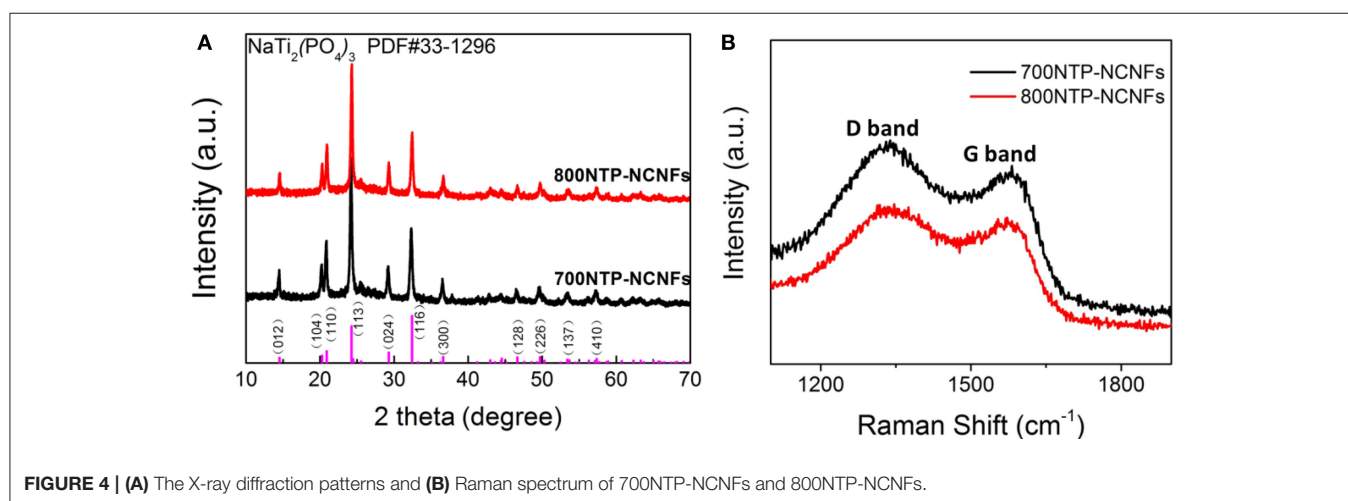 A
NaTi₂(PO₄)₃ PDF#33-1296
Intensity (a.u.)
800NTP-NCNFs
700NTP-NCNFs
(012)
(104)
(110)
(113)
(024)
(116)
(300)
(128)
(226)
(137)
(410)
10 20 30 40 50 60 70
2 theta (degree)
B
700NTP-NCNFs
800NTP-NCNFs
D band
G band
Intensity (a.u.)
1200 1500 1800
Raman Shift (cm⁻¹)
FIGURE 4 | (A) The X-ray diffraction patterns and (B) Raman spectrum of 700NTP-NCNFs and 800NTP-NCNFs.